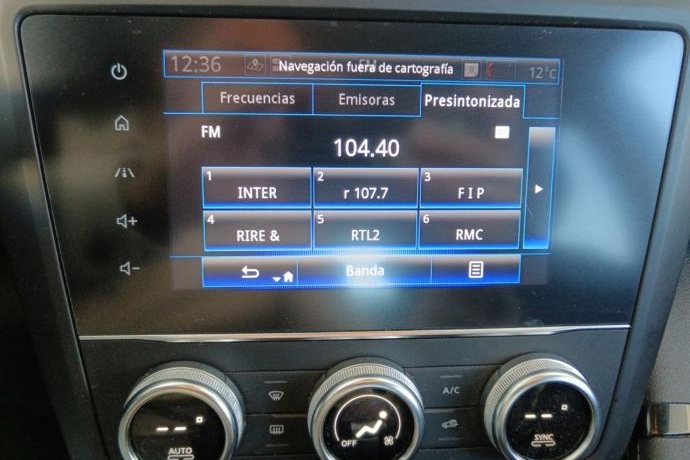 12:36 Navegación fuera de cartografía 12°C
Frecuencias Emisoras Presintonizada
FM
104.40
1 INTER 2 r 107.7 3 F I P
4 RIRE & 5 RTL2 6 RMC
Banda
A/C
-- -- 
AUTO OFF SYNC